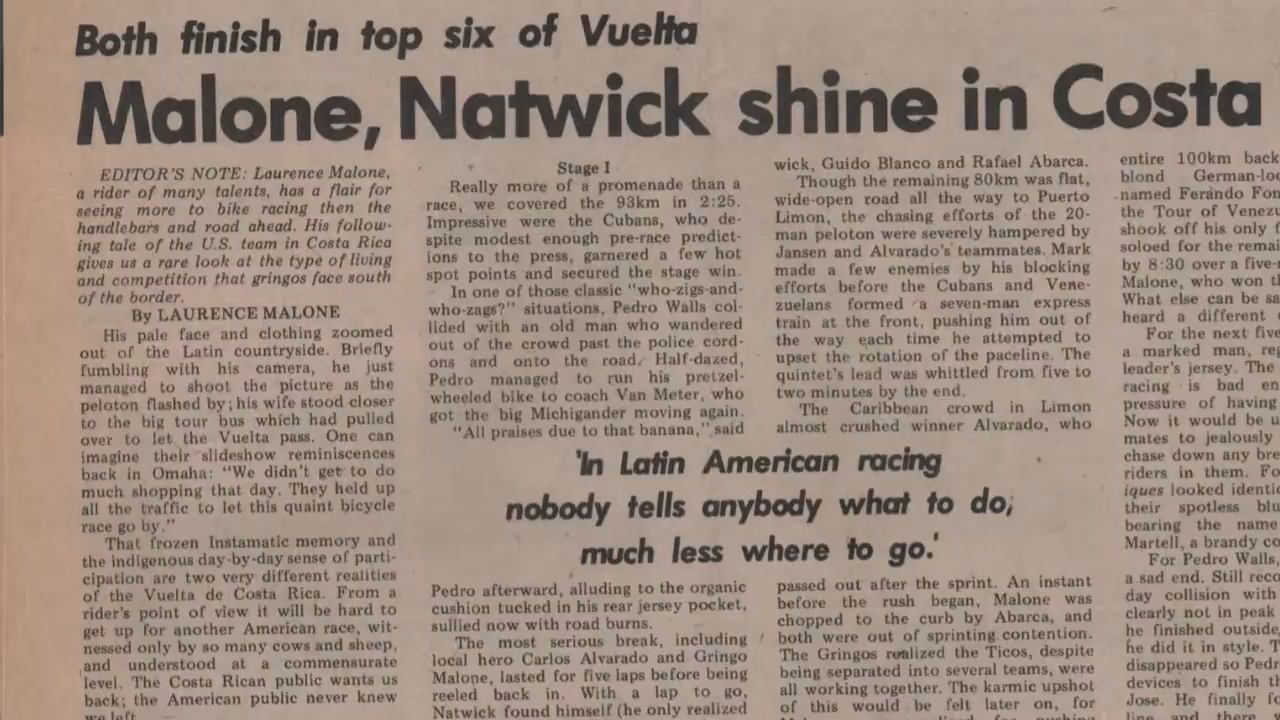 Both finish in top six of Vuelta
Malone, Natwick shine in Costa
EDITOR'S NOTE: Laurence Malone,
a rider of many talents, has a flair for
seeing more to bike racing then the
handlebars and road ahead. His follow-
ing tale of the U.S. team in Costa Rica
gives us a rare look at the type of living
and competition that gringos face south
of the border.
By LAURENCE MALONE
His pale face and clothing zoomed
out of the Latin countryside. Briefly
fumbling with his camera, he just
managed to shoot the picture as the
peloton flashed by; his wife stood closer
to the big tour bus which had pulled
over to let the Vuelta pass. One can
imagine their slideshow reminiscences
back in Omaha: "We didn't get to do
much shopping that day. They held up
all the traffic to let this quaint bicycle
race go by."
That frozen Instamatic memory and
the indigenous day-by-day sense of parti-
cipation are two very different realities
of the Vuelta de Costa Rica. From a
rider's point of view it will be hard to
get up for another American race, wit-
nessed only by so many cows and sheep,
and understood at a commensurate
level. The Costa Rican public wants us
back; the American public never knew
we left.
Stage I
Really more of a promenade than a
race, we covered the 93km in 2:25.
Impressive were the Cubans, who de-
spite modest enough pre-race predict-
ions to the press, garnered a few hot
spot points and secured the stage win.
In one of those classic "who-zigs-and-
who-zags?" situations, Pedro Walls col-
lided with an old man who wandered
out of the crowd past the police cord-
ons and onto the road. Half-dazed,
Pedro managed to run his pretzel-
wheeled bike to coach Van Meter, who
got the big Michigander moving again.
"All praises due to that banana," said
'In Latin American racing
nobody tells anybody what to do,
much less where to go.'
Pedro afterward, alluding to the organic
cushion tucked in his rear jersey pocket,
sullied now with road burns.
The most serious break, including
local hero Carlos Alvarado and Gringo
Malone, lasted for five laps before being
reeled back in. With a lap to go,
Natwick found himself (he only realized
wick, Guido Blanco and Rafael Abarca.
Though the remaining 80km was flat,
wide-open road all the way to Puerto
Limon, the chasing efforts of the 20-
man peloton were severely hampered by
Jansen and Alvarado's teammates. Mark
made a few enemies by his blocking
efforts before the Cubans and Vene-
zuelans formed a seven-man express
train at the front, pushing him out of
the way each time he attempted to
upset the rotation of the paceline. The
quintet's lead was whittled from five to
two minutes by the end.
The Caribbean crowd in Limon
almost crushed winner Alvarado, who
passed out after the sprint. An instant
before the rush began, Malone was
chopped to the curb by Abarca, and
both were out of sprinting contention.
The Gringos realized the Ticos, despite
being separated into several teams, were
all working together. The karmic upshot
of this would be felt later on, for
entire 100km back
blond German-loo
named Ferando Fon
the Tour of Venezu
shook off his only f
soloed for the remai
by 8:30 over a five-
Malone, who won th
What else can be sa
heard a different
For the next five
a marked man, rep
leader's jersey. The
racing is bad en
pressure of having
Now it would be u
mates to jealously
chase down any bre
riders in them. Fo
iques looked identic
their spotless blu
bearing the name
Martell, a brandy co
For Pedro Walls,
a sad end. Still reco
day collision with
clearly not in peak
he finished outside
he did it in style. T
disappeared so Pedr
devices to finish th
Jose. He finally fo